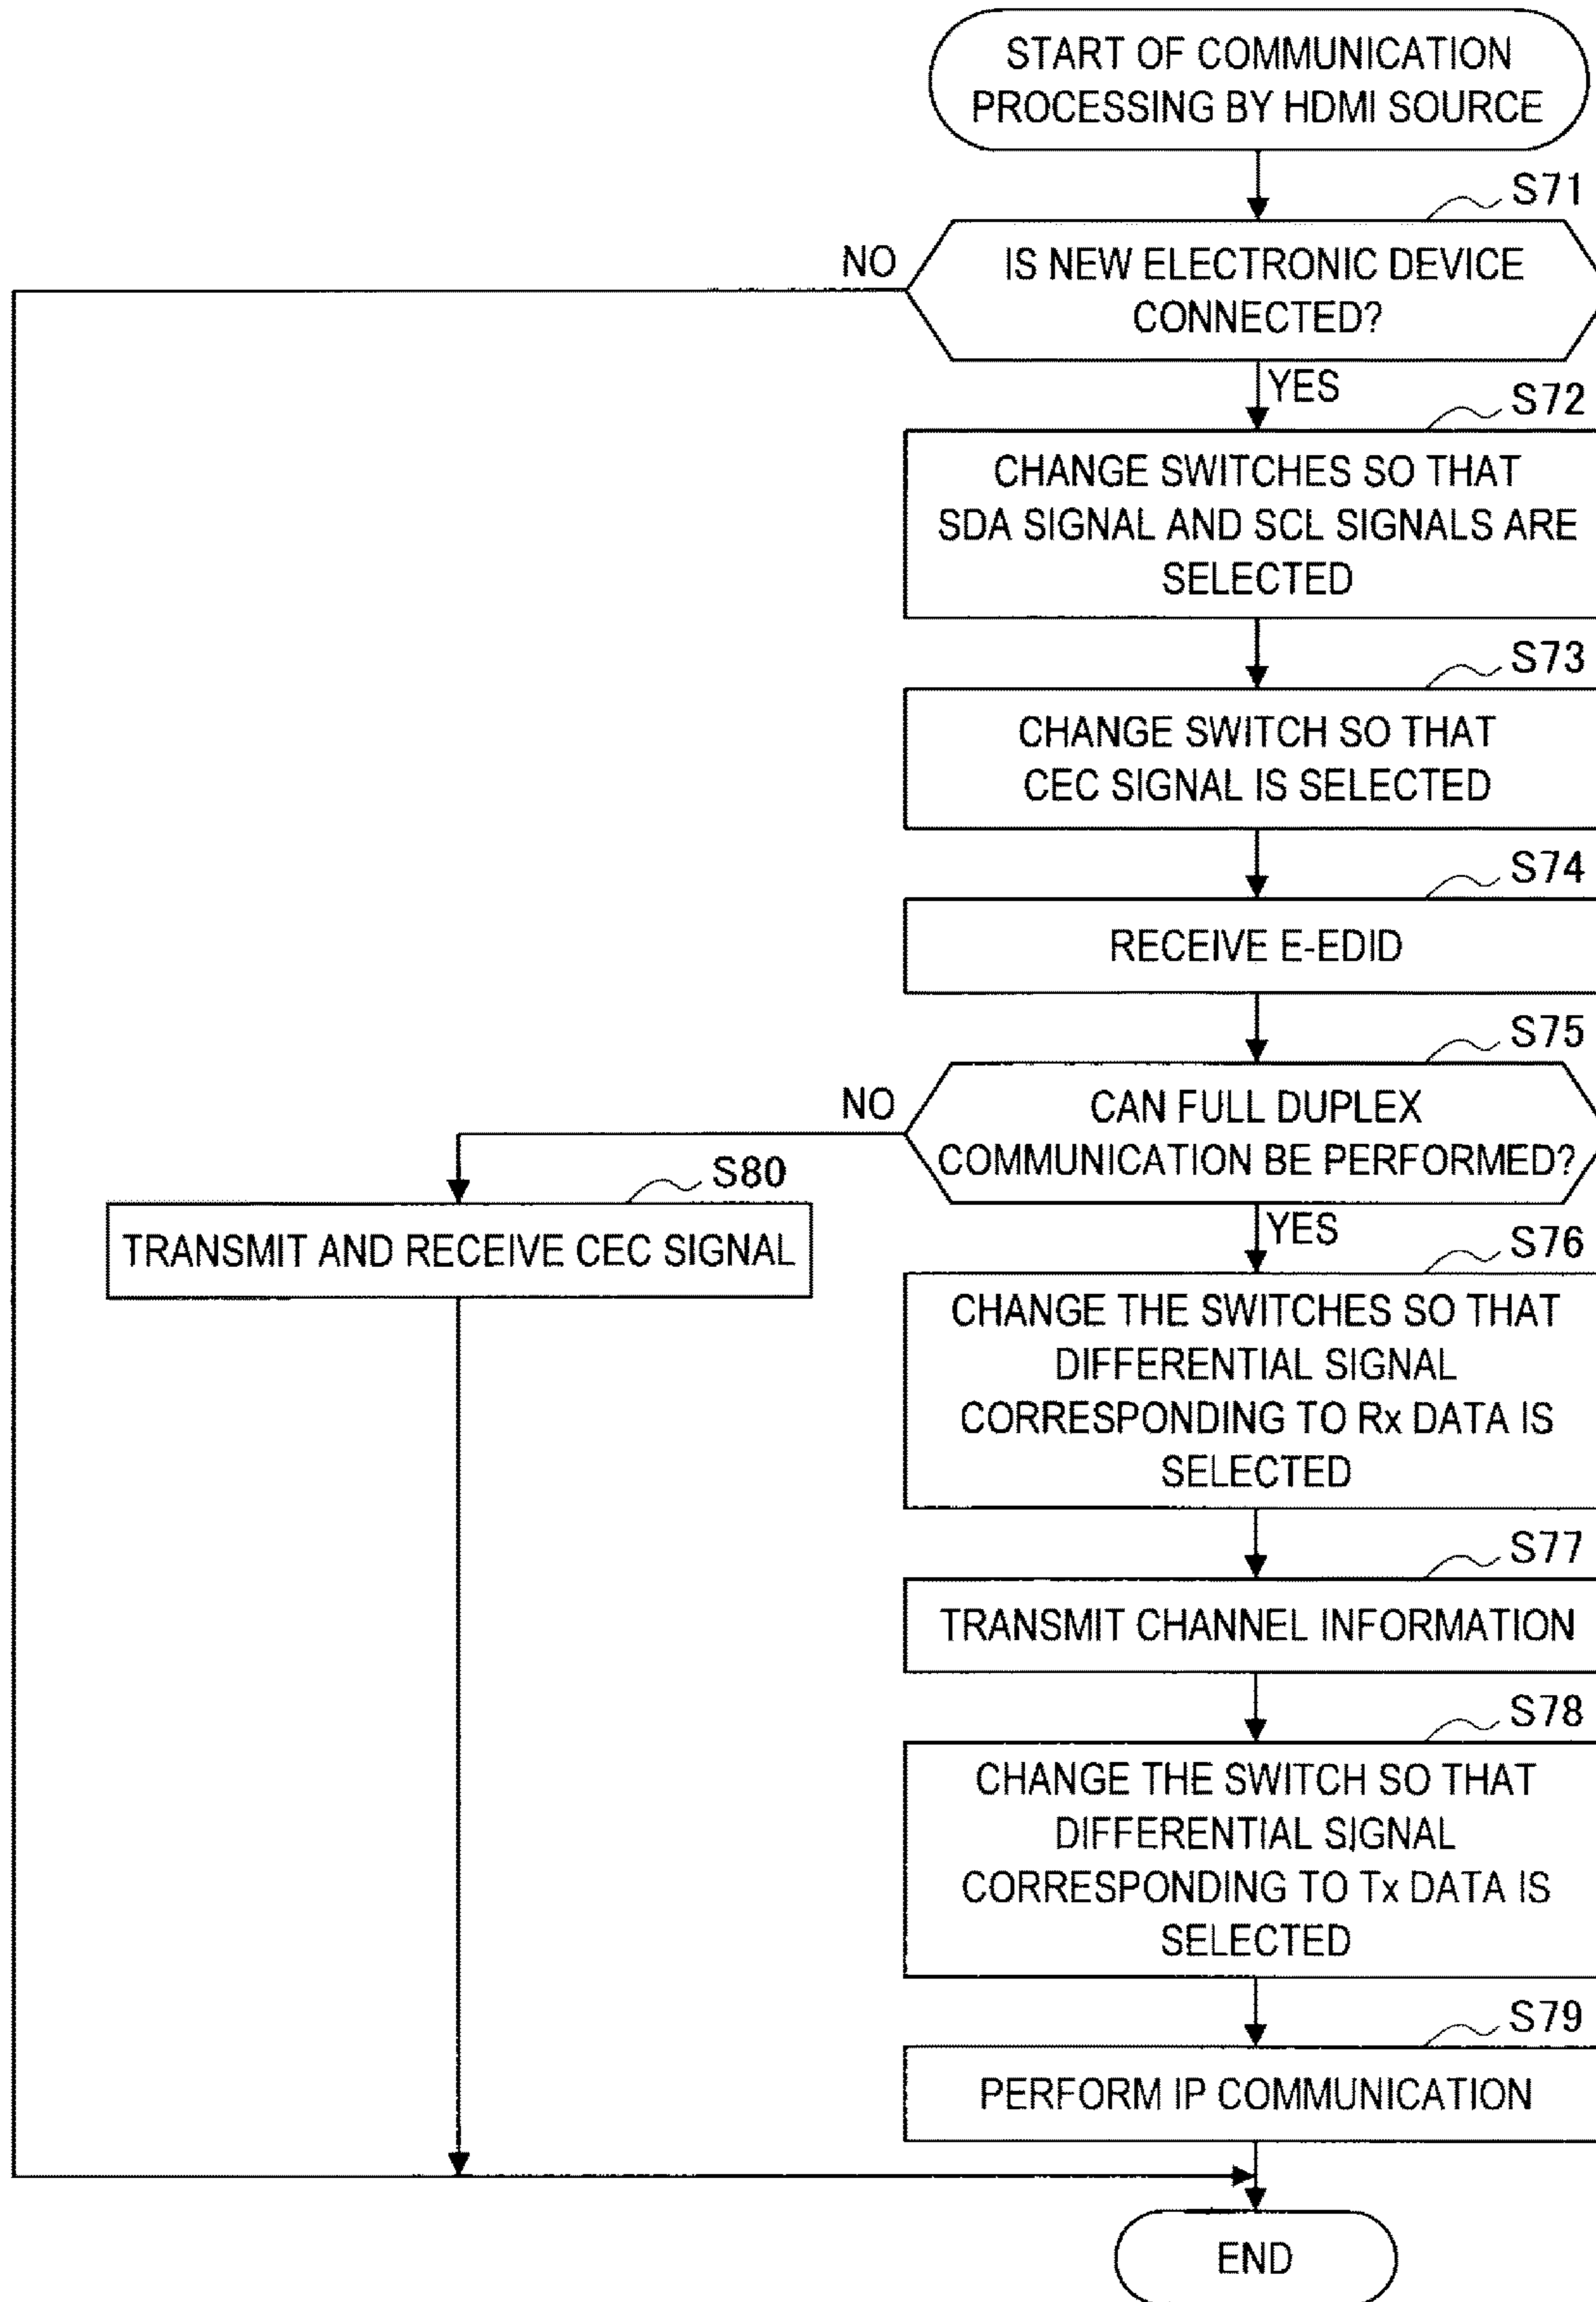 START OF COMMUNICATION
PROCESSING BY HDMI SOURCE
S71
NO
IS NEW ELECTRONIC DEVICE
CONNECTED?
YES
S72
CHANGE SWITCHES SO THAT
SDA SIGNAL AND SCL SIGNALS ARE
SELECTED
S73
CHANGE SWITCH SO THAT
CEC SIGNAL IS SELECTED
S74
RECEIVE E-EDID
S75
NO
CAN FULL DUPLEX
COMMUNICATION BE PERFORMED?
S80
TRANSMIT AND RECEIVE CEC SIGNAL
YES
S76
CHANGE THE SWITCHES SO THAT
DIFFERENTIAL SIGNAL
CORRESPONDING TO Rx DATA IS
SELECTED
S77
TRANSMIT CHANNEL INFORMATION
S78
CHANGE THE SWITCH SO THAT
DIFFERENTIAL SIGNAL
CORRESPONDING TO Tx DATA IS
SELECTED
S79
PERFORM IP COMMUNICATION
END